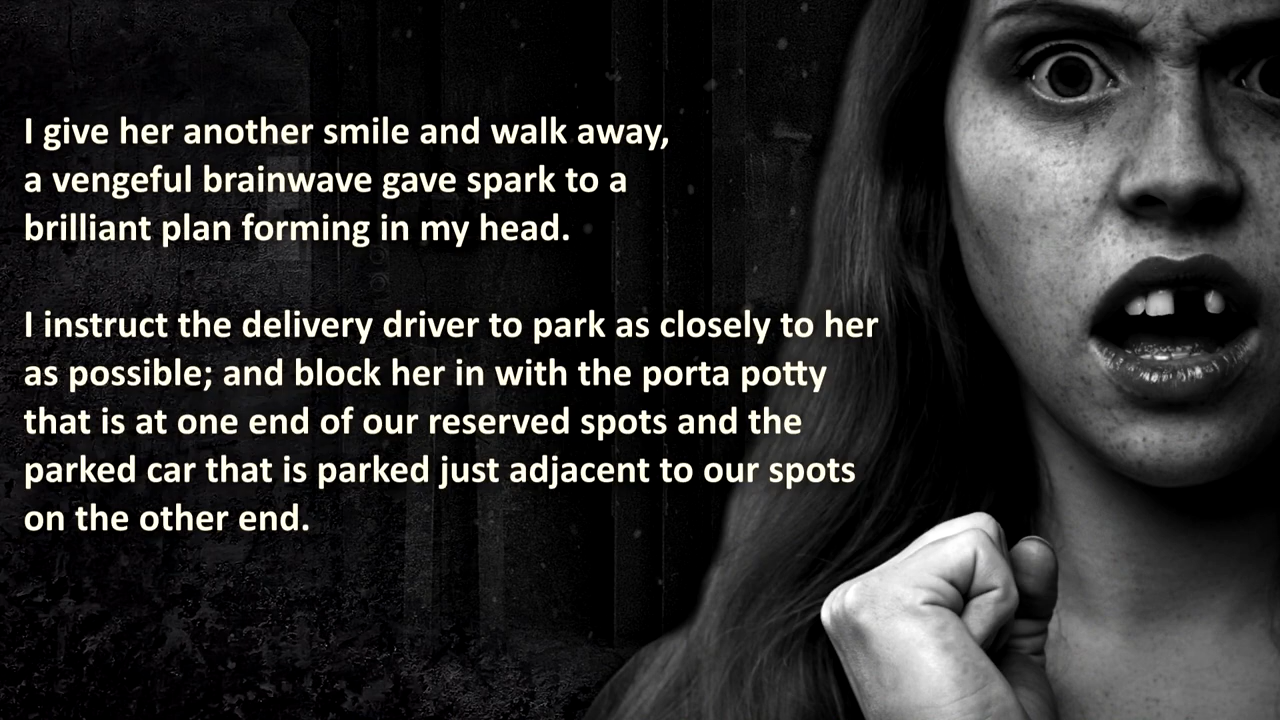 I give her another smile and walk away,
a vengeful brainwave gave spark to a
brilliant plan forming in my head.
I instruct the delivery driver to park as closely to her
as possible; and block her in with the porta potty
that is at one end of our reserved spots and the
parked car that is parked just adjacent to our spots
on the other end.